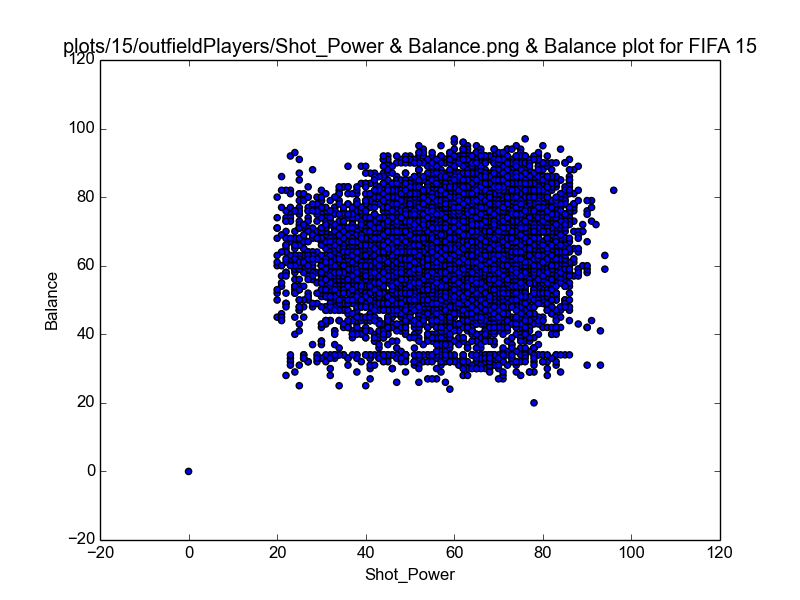 plots/15/outfieldPlayers/Shot_Power & Balance.png & Balance plot for FIFA 15
120
100
80
60
40
20
0
−20
Balance
−20 0 20 40 60 80 100 120
Shot_Power